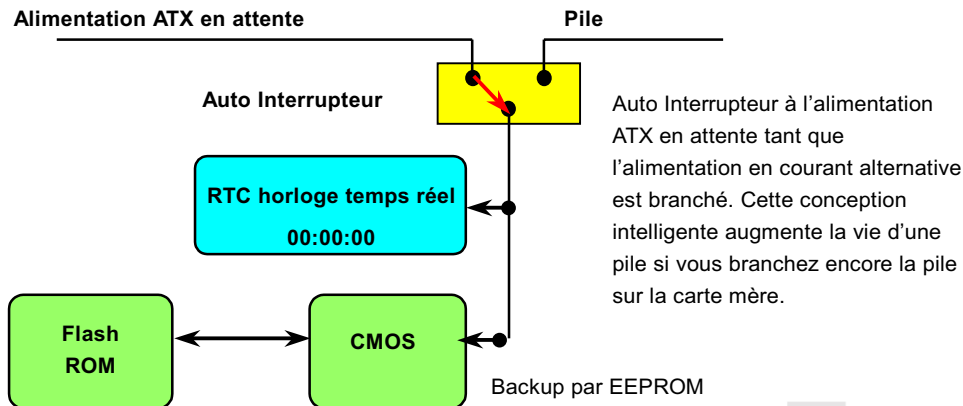 Alimentation ATX en attente
Pile
Auto Interrupteur
Auto Interrupteur à l'alimentation
ATX en attente tant que
l'alimentation en courant alternative
est branché. Cette conception
intelligente augmente la vie d'une
pile si vous branchez encore la pile
sur la carte mère.
RTC horloge temps réel
00:00:00
Flash
ROM
CMOS
Backup par EEPROM